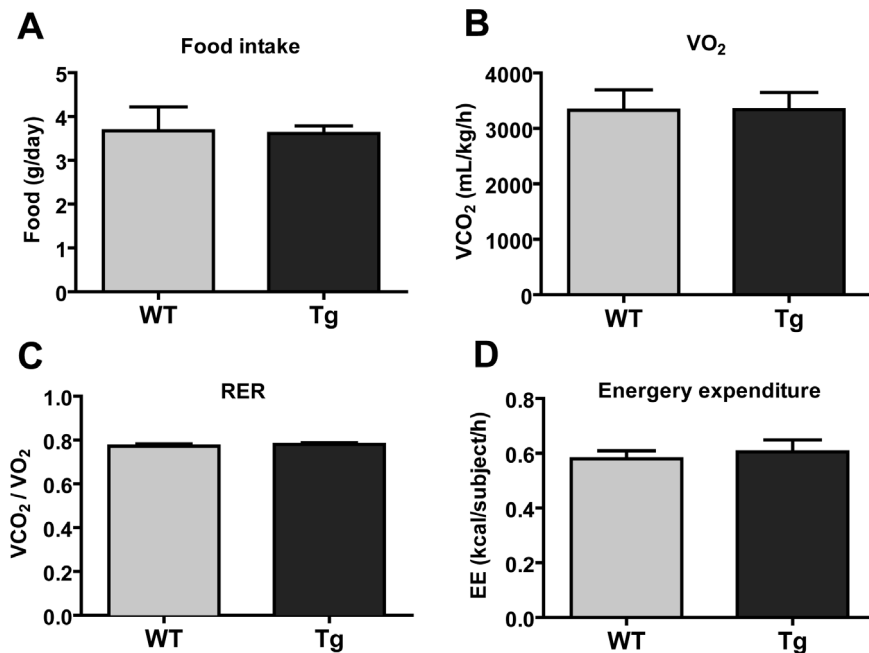 A
Food intake
Food (g/day)
5
4
3
2
1
0
WT Tg
B
VO₂
VCO₂ (mL/kg/h)
4000
3000
2000
1000
0
WT Tg
C
RER
VCO₂ / VO₂
1.0
0.8
0.6
0.4
0.2
0.0
WT Tg
D
Energery expenditure
EE (kcal/subject/h)
0.8
0.6
0.4
0.2
0.0
WT Tg